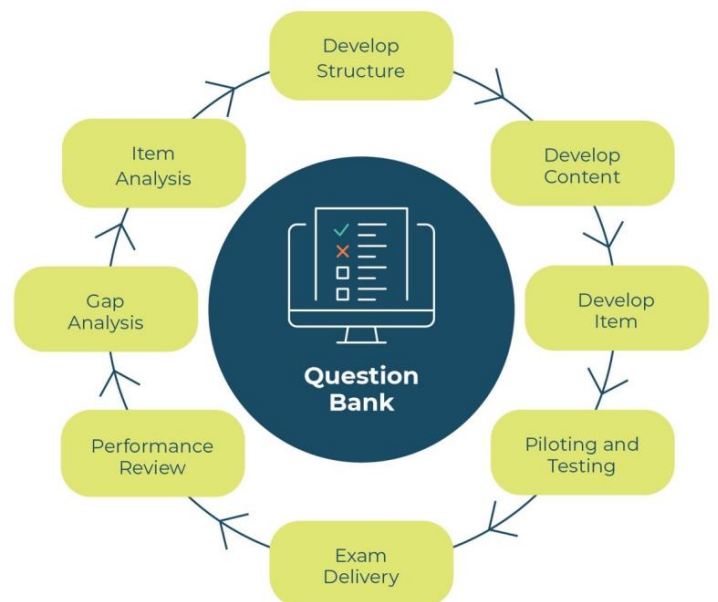 Develop
Structure
Develop
Content
Develop
Item
Piloting and
Testing
Exam
Delivery
Performance
Review
Gap
Analysis
Item
Analysis
Question
Bank